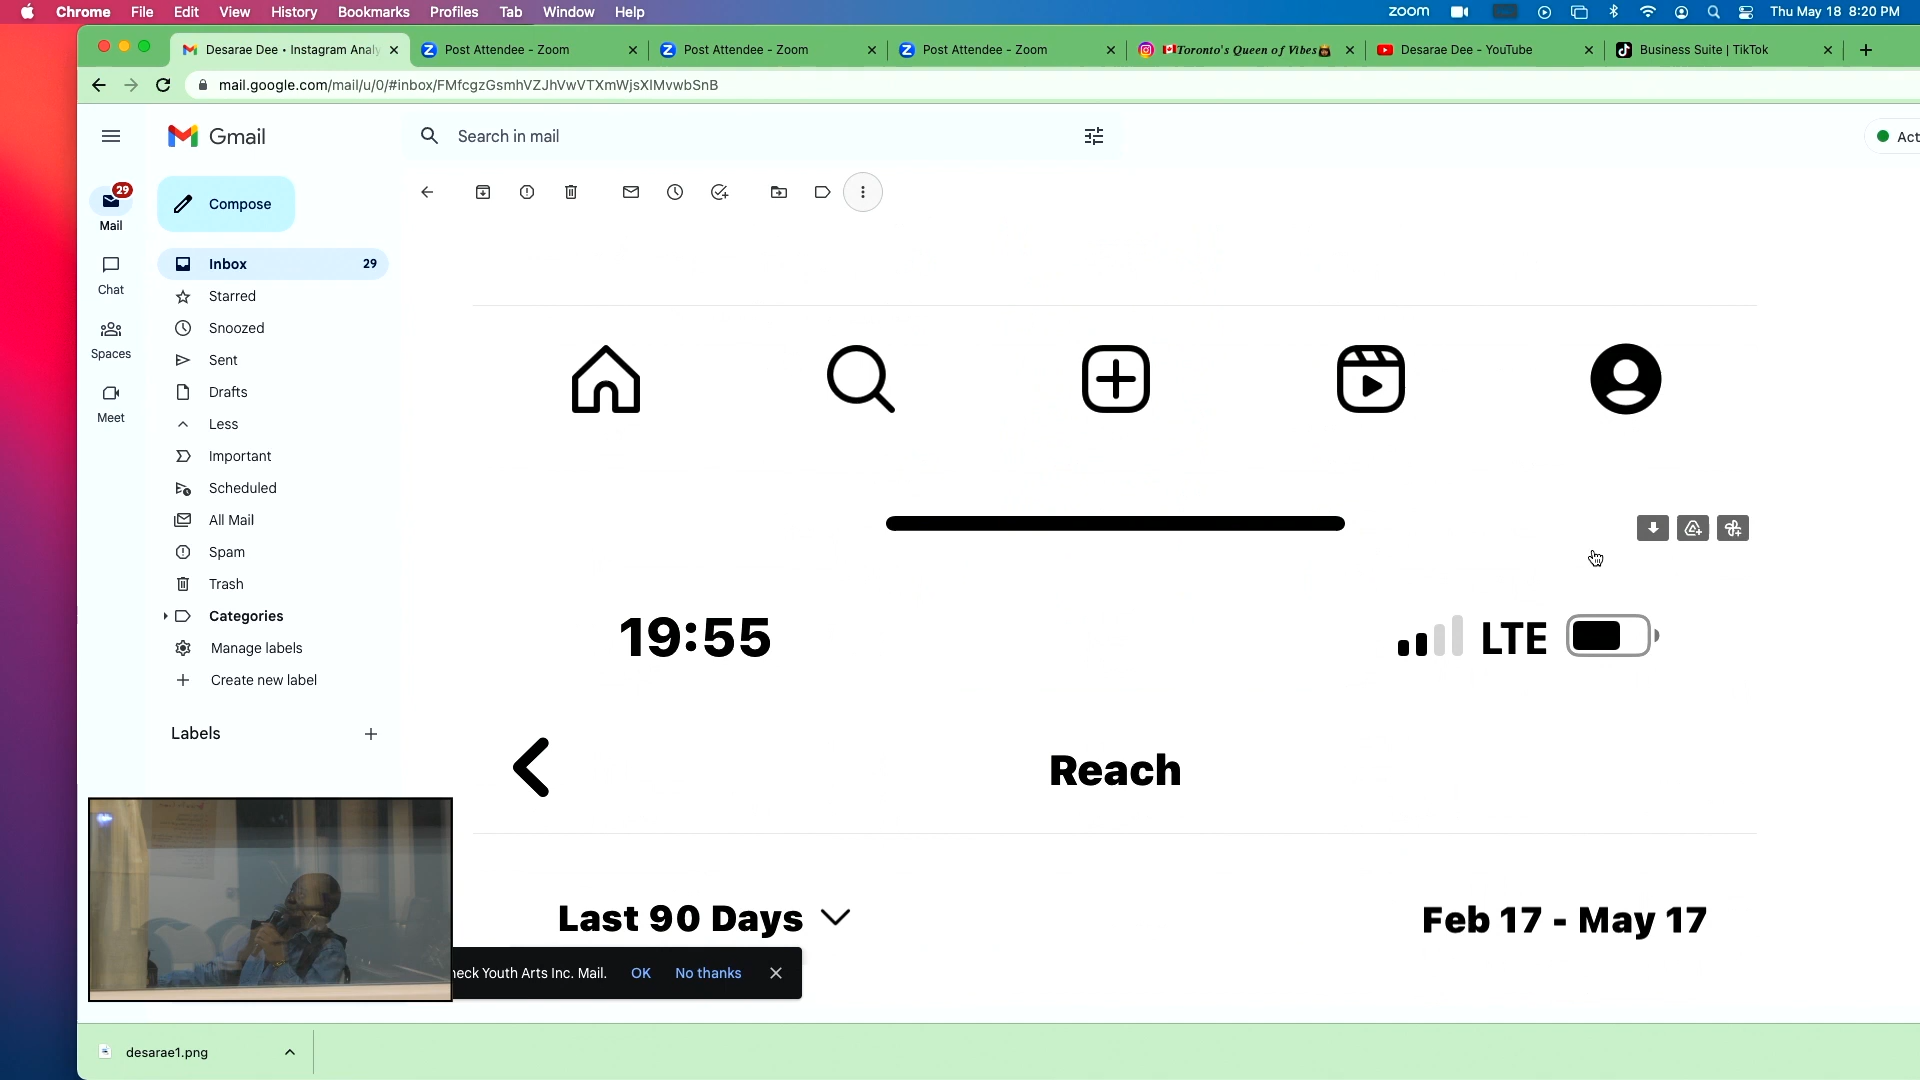 Chrome File Edit View History Bookmarks Profiles Tab Window Help
zoom Thu May 18 8:20 PM
Desarae Dee • Instagram Analy
Post Attendee - Zoom
Post Attendee - Zoom
Post Attendee - Zoom
Toronto's Queen of Vibes
Desarae Dee - YouTube
Business Suite | TikTok
mail.google.com/mail/u/0/#inbox/FMfcgzGsmhVZJhVwVTXmWjsXlMvwbSnB
Gmail
Search in mail
Act
29
Mail
Compose
Chat
Spaces
Meet
Inbox 29
Starred
Snoozed
Sent
Drafts
Less
Important
Scheduled
All Mail
Spam
Trash
Categories
Manage labels
Create new label
Labels
19:55
LTE
Reach
Last 90 Days
Feb 17 - May 17
heck Youth Arts Inc. Mail. OK No thanks
desarae1.png